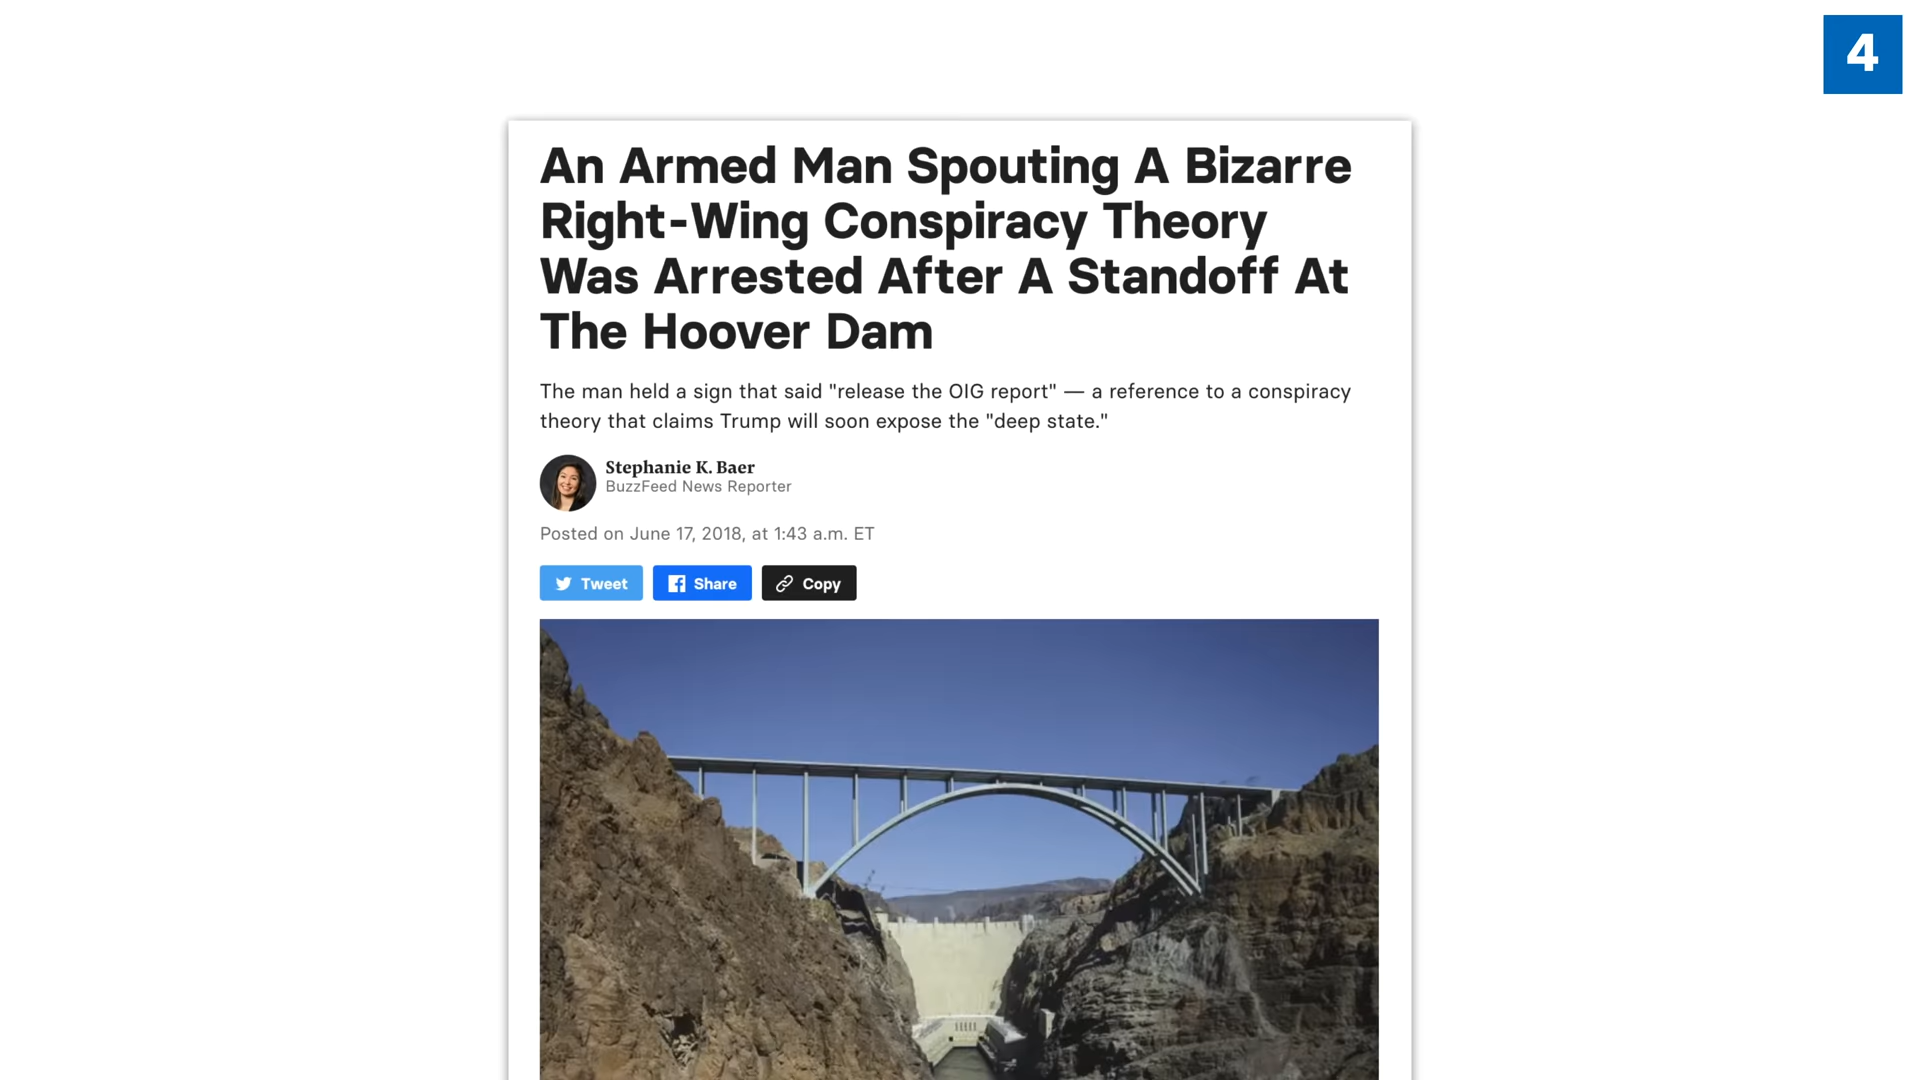 4
An Armed Man Spouting A Bizarre
Right-Wing Conspiracy Theory
Was Arrested After A Standoff At
The Hoover Dam
The man held a sign that said "release the OIG report" — a reference to a conspiracy
theory that claims Trump will soon expose the "deep state."
Stephanie K. Baer
BuzzFeed News Reporter
Posted on June 17, 2018, at 1:43 a.m. ET
Tweet Share Copy